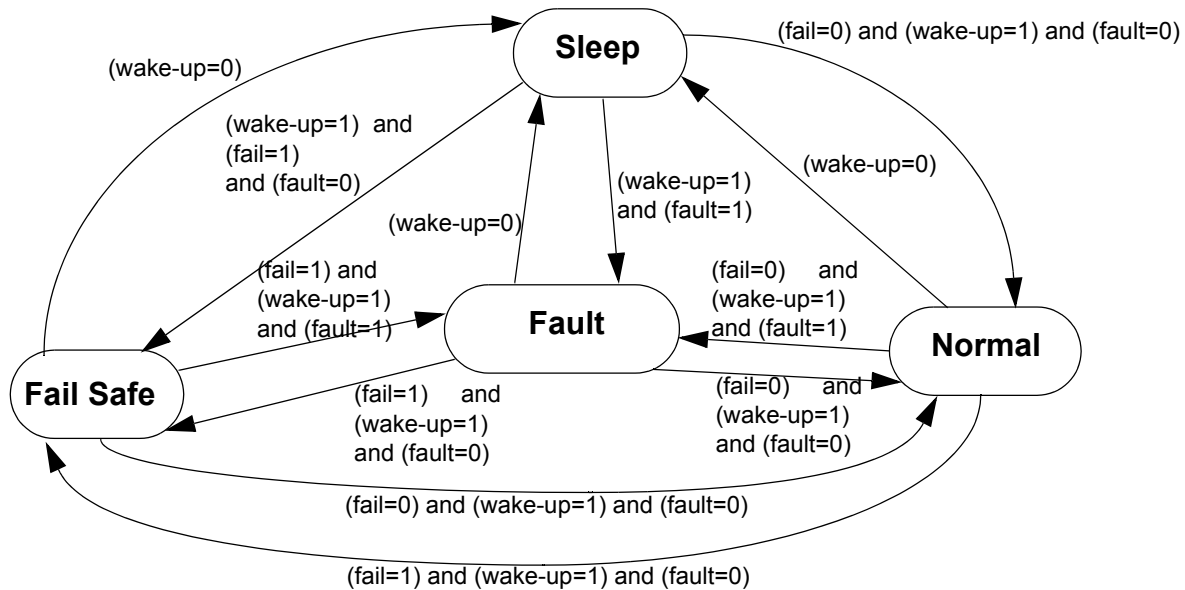 Sleep
(fail=0) and (wake-up=1) and (fault=0)
(wake-up=0)
(wake-up=1) and
(fail=1)
and (fault=0)
(wake-up=0)
(wake-up=1)
and (fault=1)
(wake-up=0)
(fail=1) and
(wake-up=1)
and (fault=1)
(fail=0) and
(wake-up=1)
and (fault=1)
Fault
Normal
Fail Safe
(fail=1) and
(wake-up=1)
and (fault=0)
(fail=0) and
(wake-up=1)
and (fault=0)
(fail=0) and (wake-up=1) and (fault=0)
(fail=1) and (wake-up=1) and (fault=0)